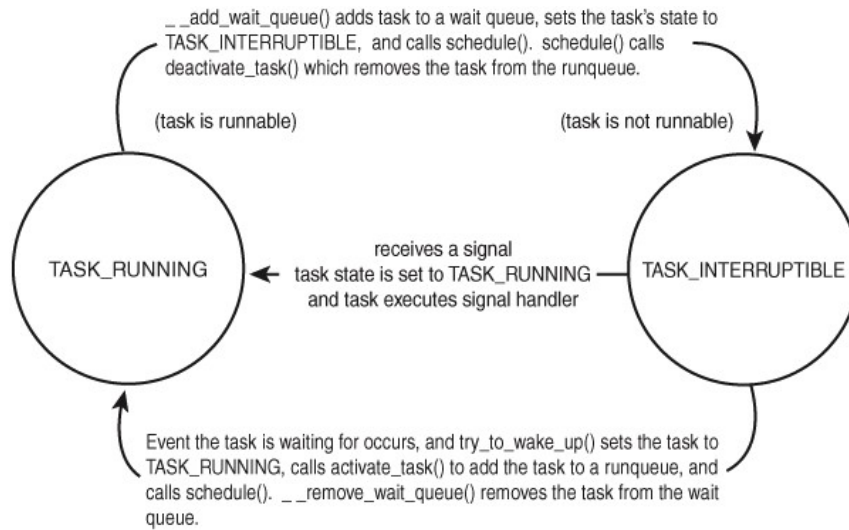 _ _add_wait_queue() adds task to a wait queue, sets the task's state to
TASK_INTERRUPTIBLE, and calls schedule(). schedule() calls
deactivate_task() which removes the task from the runqueue.
(task is runnable)
(task is not runnable)
TASK_RUNNING
receives a signal
task state is set to TASK_RUNNING
and task executes signal handler
TASK_INTERRUPTIBLE
Event the task is waiting for occurs, and try_to_wake_up() sets the task to
TASK_RUNNING, calls activate_task() to add the task to a runqueue, and
calls schedule(). _ _remove_wait_queue() removes the task from the wait
queue.